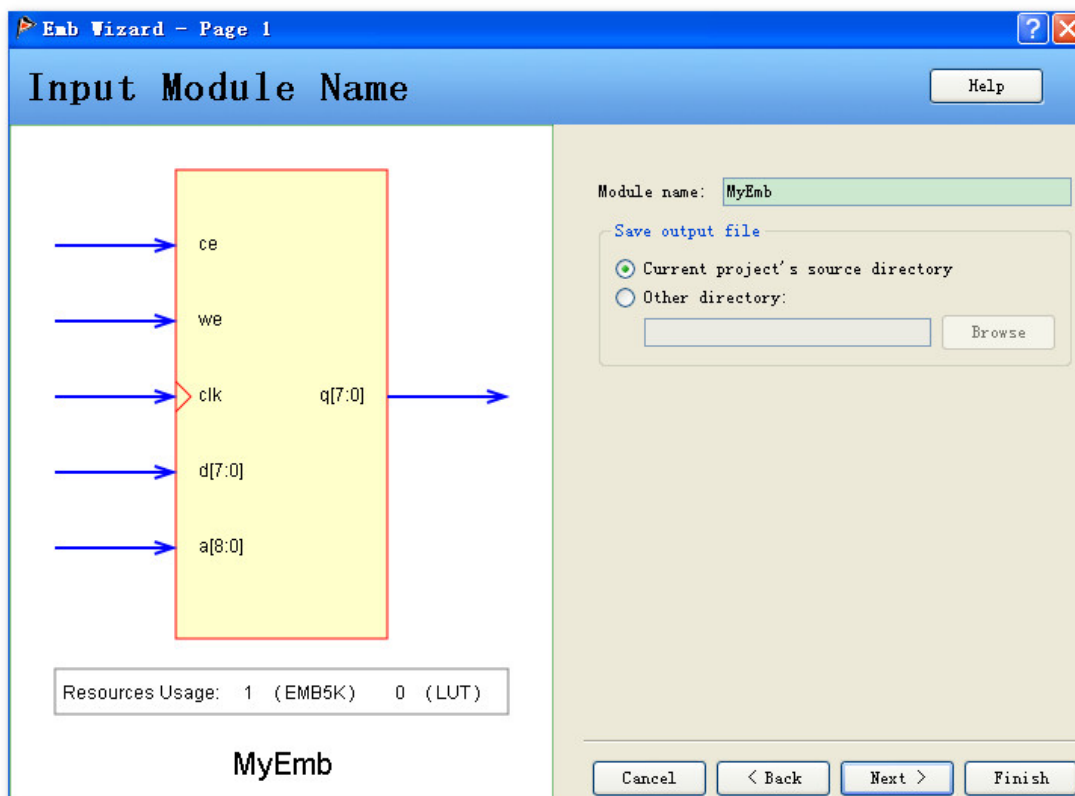 Emb Wizard - Page 1
Input Module Name
Help
ce
we
clk
q[7:0]
d[7:0]
a[8:0]
Resources Usage: 1 (EMB5K) 0 (LUT)
MyEmb
Module name: MyEmb
Save output file
Current project's source directory
Other directory:
Browse
Cancel
< Back
Next >
Finish